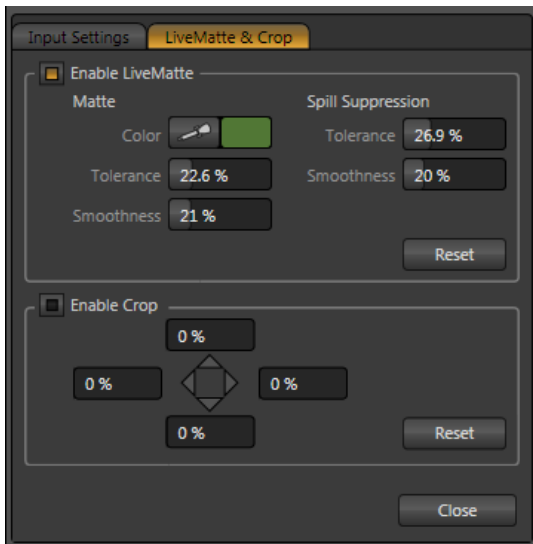 Input Settings LiveMatte & Crop
Enable LiveMatte
Matte Spill Suppression
Color Tolerance 26.9 %
Tolerance 22.6 % Smoothness 20 %
Smoothness 21 %
Reset
Enable Crop
0 %
0 % 0 %
0 % Reset
Close